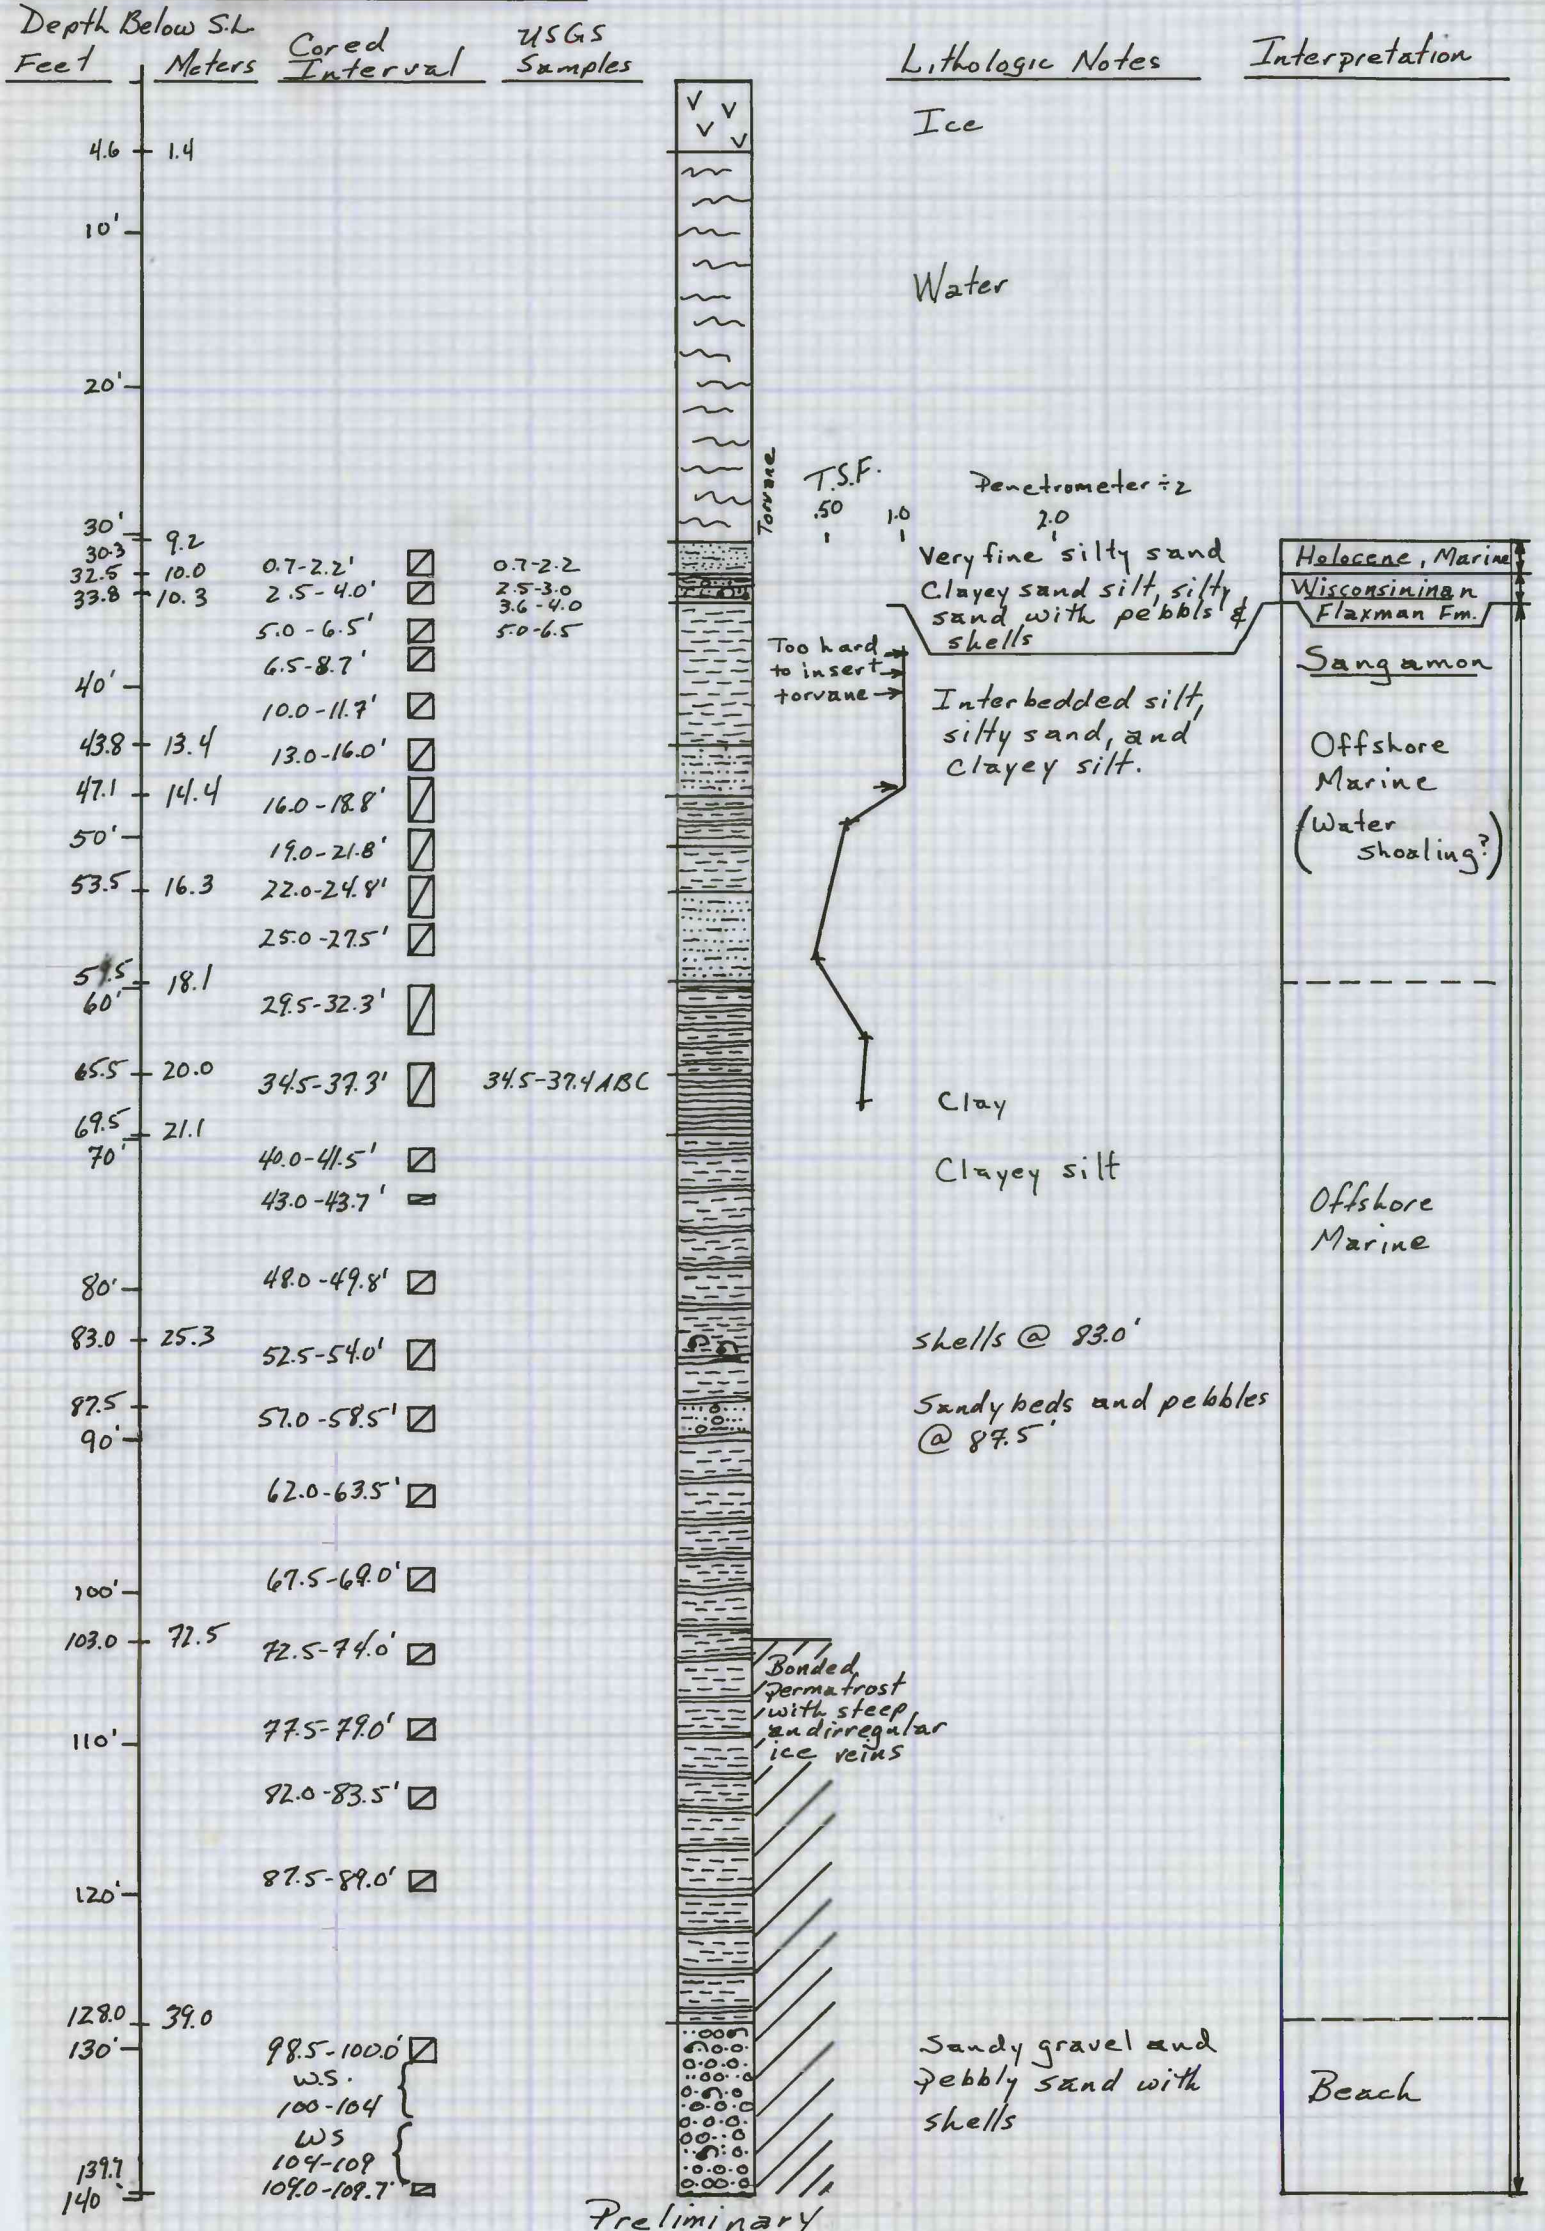 Depth Below S.L.
Feet Meters
Cored
Interval
USGS
Samples
Lithologic Notes
Interpretation
Ice
4.6 1.4
10'
Water
20'
Torvane
T.S.F.
.50 1.0
Penetrometer ÷2
2.0
30'
30.3 9.2
32.5 10.0
33.8 10.3
0.7-2.2' 0.7-2.2
2.5-4.0' 2.5-3.0
3.6-4.0
5.0-6.5' 5.0-6.5
6.5-8.7'
Very fine silty sand
Clayey sand silt, silty
sand with pebbls &
shells
Holocene, Marine
Wisconsininan
Flaxman Fm.
Sangamon
Too hard
to insert
torvane
40'
10.0-11.7'
Interbedded silt,
silty sand, and
Clayey silt.
43.8 13.4
13.0-16.0'
Offshore
Marine
(Water
shoaling?)
47.1 14.4
16.0-18.8'
50'
19.0-21.8'
53.5 16.3
22.0-24.8'
25.0-27.5'
18.1
60'
29.5-32.3'
65.5 20.0
34.5-37.3' 34.5-37.4 ABC
Clay
69.5 21.1
70'
40.0-41.5'
Clayey silt
43.0-43.7'
Offshore
Marine
48.0-49.8'
80'
83.0 25.3
shells @ 83.0'
52.5-54.0'
87.5
57.0-58.5'
Sandy beds and pebbles
@ 87.5'
90'
62.0-63.5'
67.5-69.0'
100'
103.0 72.5
72.5-74.0'
Bonded
permafrost
with steep
and irregular
ice veins
77.5-79.0'
110'
82.0-83.5'
87.5-89.0'
120'
128.0 39.0
130'
98.5-100.0'
W.S.
100-104
WS
104-109
109.0-109.7'
Sandy gravel and
pebbly sand with
shells
Beach
139.7
140
Preliminary